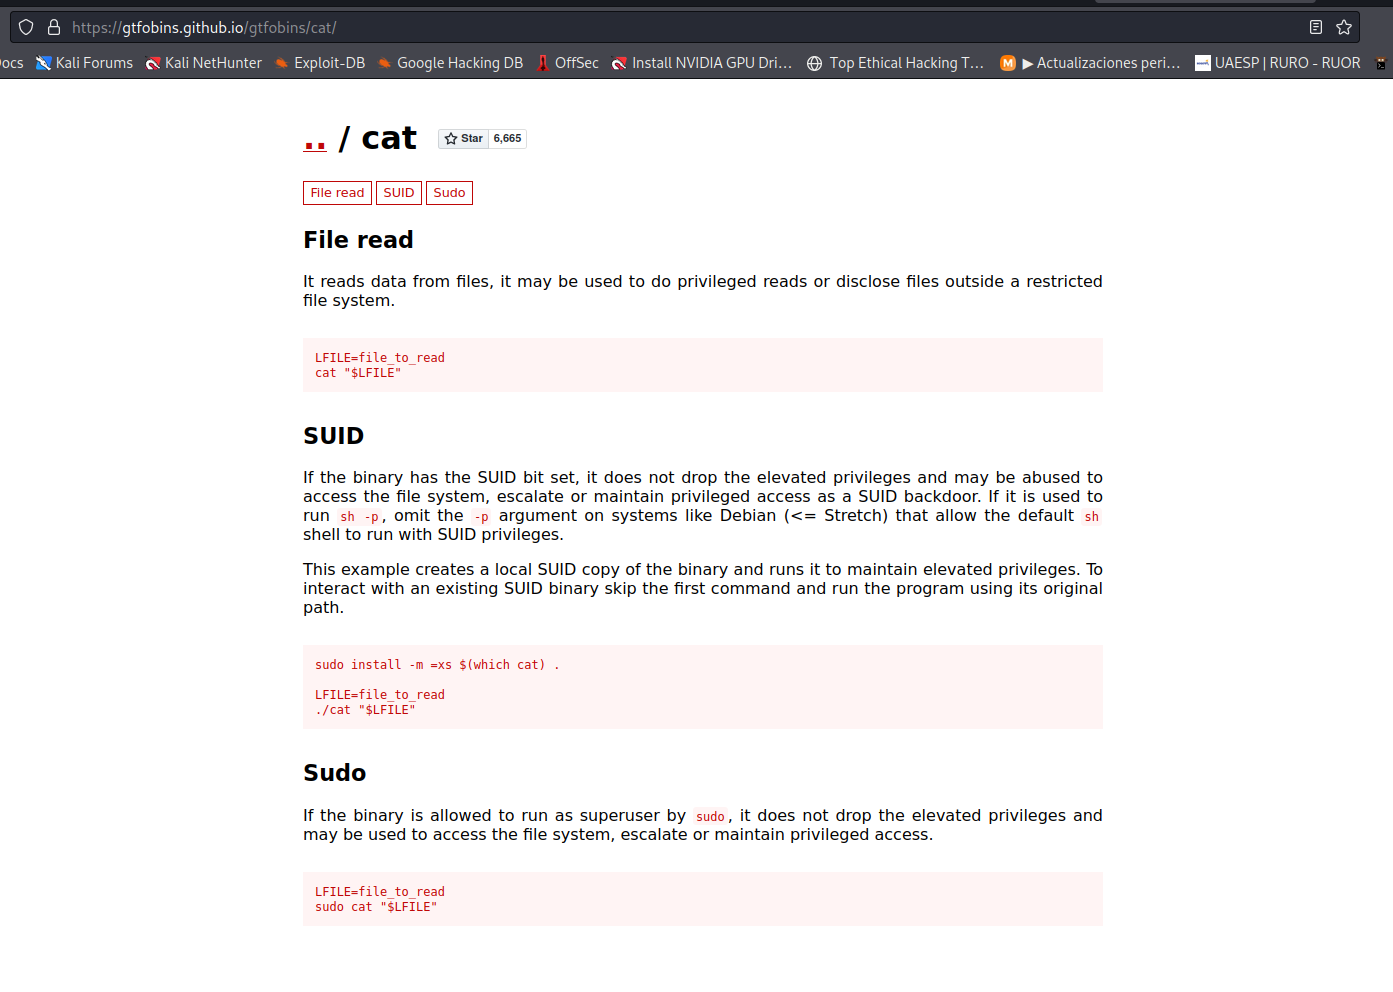 https://gtfobins.github.io/gtfobins/cat/
ocs Kali Forums Kali NetHunter Exploit-DB Google Hacking DB OffSec Install NVIDIA GPU Dri... Top Ethical Hacking T... M ▶ Actualizaciones peri... UAESP | RURO - RUOR
.. / cat Star 6,665
File read SUID Sudo
File read
It reads data from files, it may be used to do privileged reads or disclose files outside a restricted
file system.
LFILE=file_to_read
cat "$LFILE"
SUID
If the binary has the SUID bit set, it does not drop the elevated privileges and may be abused to
access the file system, escalate or maintain privileged access as a SUID backdoor. If it is used to
run sh -p, omit the -p argument on systems like Debian (<= Stretch) that allow the default sh
shell to run with SUID privileges.
This example creates a local SUID copy of the binary and runs it to maintain elevated privileges. To
interact with an existing SUID binary skip the first command and run the program using its original
path.
sudo install -m =xs $(which cat) .
LFILE=file_to_read
./cat "$LFILE"
Sudo
If the binary is allowed to run as superuser by sudo, it does not drop the elevated privileges and
may be used to access the file system, escalate or maintain privileged access.
LFILE=file_to_read
sudo cat "$LFILE"